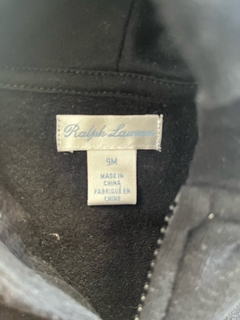 Ralph Lauren
9M
MADE IN
CHINA
FABRIQUÉ EN
CHINE